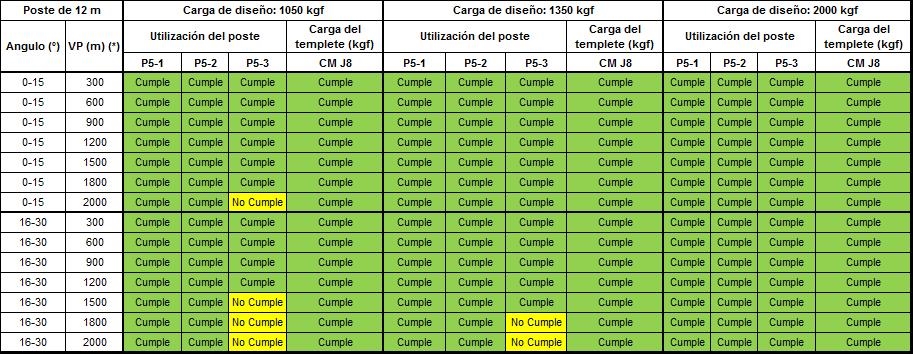 Poste de 12 m Carga de diseño: 1050 kgf Carga de diseño: 1350 kgf Carga de diseño: 2000 kgf
Angulo (°) VP (m) (*) Utilización del poste Carga del templete (kgf) Utilización del poste Carga del templete (kgf) Utilización del poste Carga del templete (kgf)
P5-1 P5-2 P5-3 CM J8 P5-1 P5-2 P5-3 CM J8 P5-1 P5-2 P5-3 CM J8
0-15 300 Cumple Cumple Cumple Cumple Cumple Cumple Cumple Cumple Cumple Cumple Cumple Cumple
0-15 600 Cumple Cumple Cumple Cumple Cumple Cumple Cumple Cumple Cumple Cumple Cumple Cumple
0-15 900 Cumple Cumple Cumple Cumple Cumple Cumple Cumple Cumple Cumple Cumple Cumple Cumple
0-15 1200 Cumple Cumple Cumple Cumple Cumple Cumple Cumple Cumple Cumple Cumple Cumple Cumple
0-15 1500 Cumple Cumple Cumple Cumple Cumple Cumple Cumple Cumple Cumple Cumple Cumple Cumple
0-15 1800 Cumple Cumple Cumple Cumple Cumple Cumple Cumple Cumple Cumple Cumple Cumple Cumple
0-15 2000 Cumple Cumple No Cumple Cumple Cumple Cumple Cumple Cumple Cumple Cumple Cumple Cumple
16-30 300 Cumple Cumple Cumple Cumple Cumple Cumple Cumple Cumple Cumple Cumple Cumple Cumple
16-30 600 Cumple Cumple Cumple Cumple Cumple Cumple Cumple Cumple Cumple Cumple Cumple Cumple
16-30 900 Cumple Cumple Cumple Cumple Cumple Cumple Cumple Cumple Cumple Cumple Cumple Cumple
16-30 1200 Cumple Cumple Cumple Cumple Cumple Cumple Cumple Cumple Cumple Cumple Cumple Cumple
16-30 1500 Cumple Cumple No Cumple Cumple Cumple Cumple Cumple Cumple Cumple Cumple Cumple Cumple
16-30 1800 Cumple Cumple No Cumple Cumple Cumple Cumple No Cumple Cumple Cumple Cumple Cumple Cumple
16-30 2000 Cumple Cumple No Cumple Cumple Cumple Cumple No Cumple Cumple Cumple Cumple Cumple Cumple